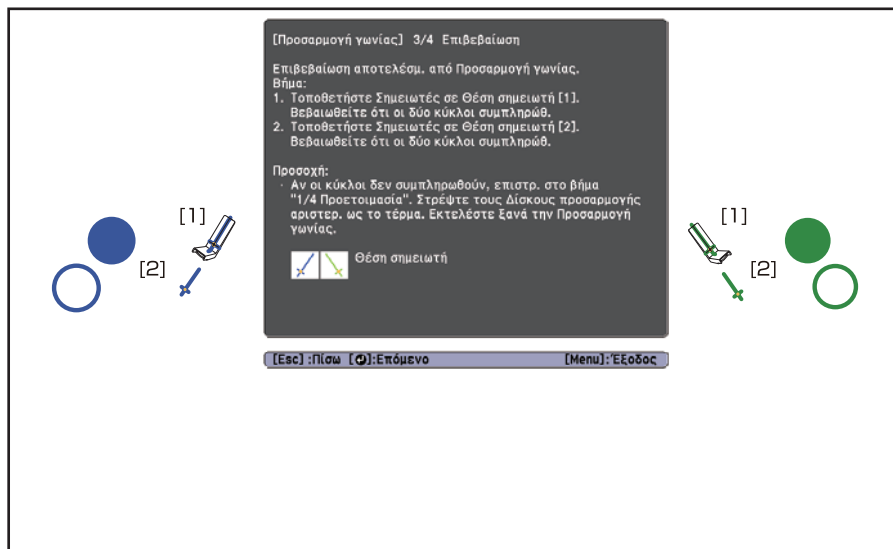 [Προσαρμογή γωνίας] 3/4 Επιβεβαίωση
Επιβεβαίωση αποτελέσμ. από Προσαρμογή γωνίας.
Βήμα:
1. Τοποθετήστε Σημειωτές σε Θέση σημειωτή [1].
Βεβαιωθείτε ότι οι δύο κύκλοι συμπληρώθ.
2. Τοποθετήστε Σημειωτές σε Θέση σημειωτή [2].
Βεβαιωθείτε ότι οι δύο κύκλοι συμπληρώθ.
Προσοχή:
· Αν οι κύκλοι δεν συμπληρωθούν, επιστρ. στο βήμα
"1/4 Προετοιμασία". Στρέψτε τους Δίσκους προσαρμογής
αριστερ. ως το τέρμα. Εκτελέστε ξανά την Προσαρμογή
γωνίας.
[1]
[2]
[1]
[2]
Θέση σημειωτή
[Esc] :Πίσω [⏎]:Επόμενο [Menu]:Έξοδος